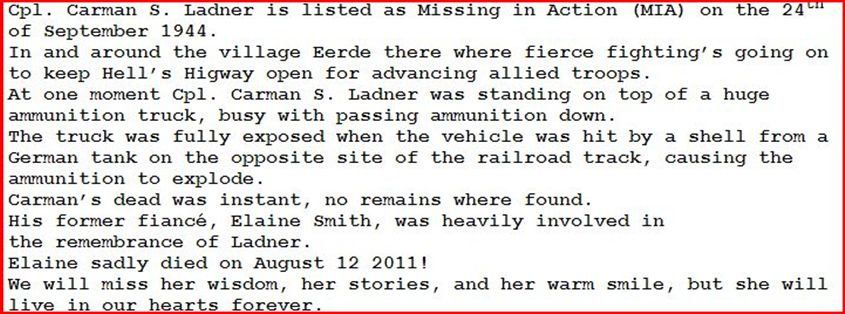 Cpl. Carman S. Ladner is listed as Missing in Action (MIA) on the 24th
of September 1944.
In and around the village Eerde there where fierce fighting's going on
to keep Hell's Higway open for advancing allied troops.
At one moment Cpl. Carman S. Ladner was standing on top of a huge
ammunition truck, busy with passing ammunition down.
The truck was fully exposed when the vehicle was hit by a shell from a
German tank on the opposite site of the railroad track, causing the
ammunition to explode.
Carman's dead was instant, no remains where found.
His former fiancé, Elaine Smith, was heavily involved in
the remembrance of Ladner.
Elaine sadly died on August 12 2011!
We will miss her wisdom, her stories, and her warm smile, but she will
live in our hearts forever.